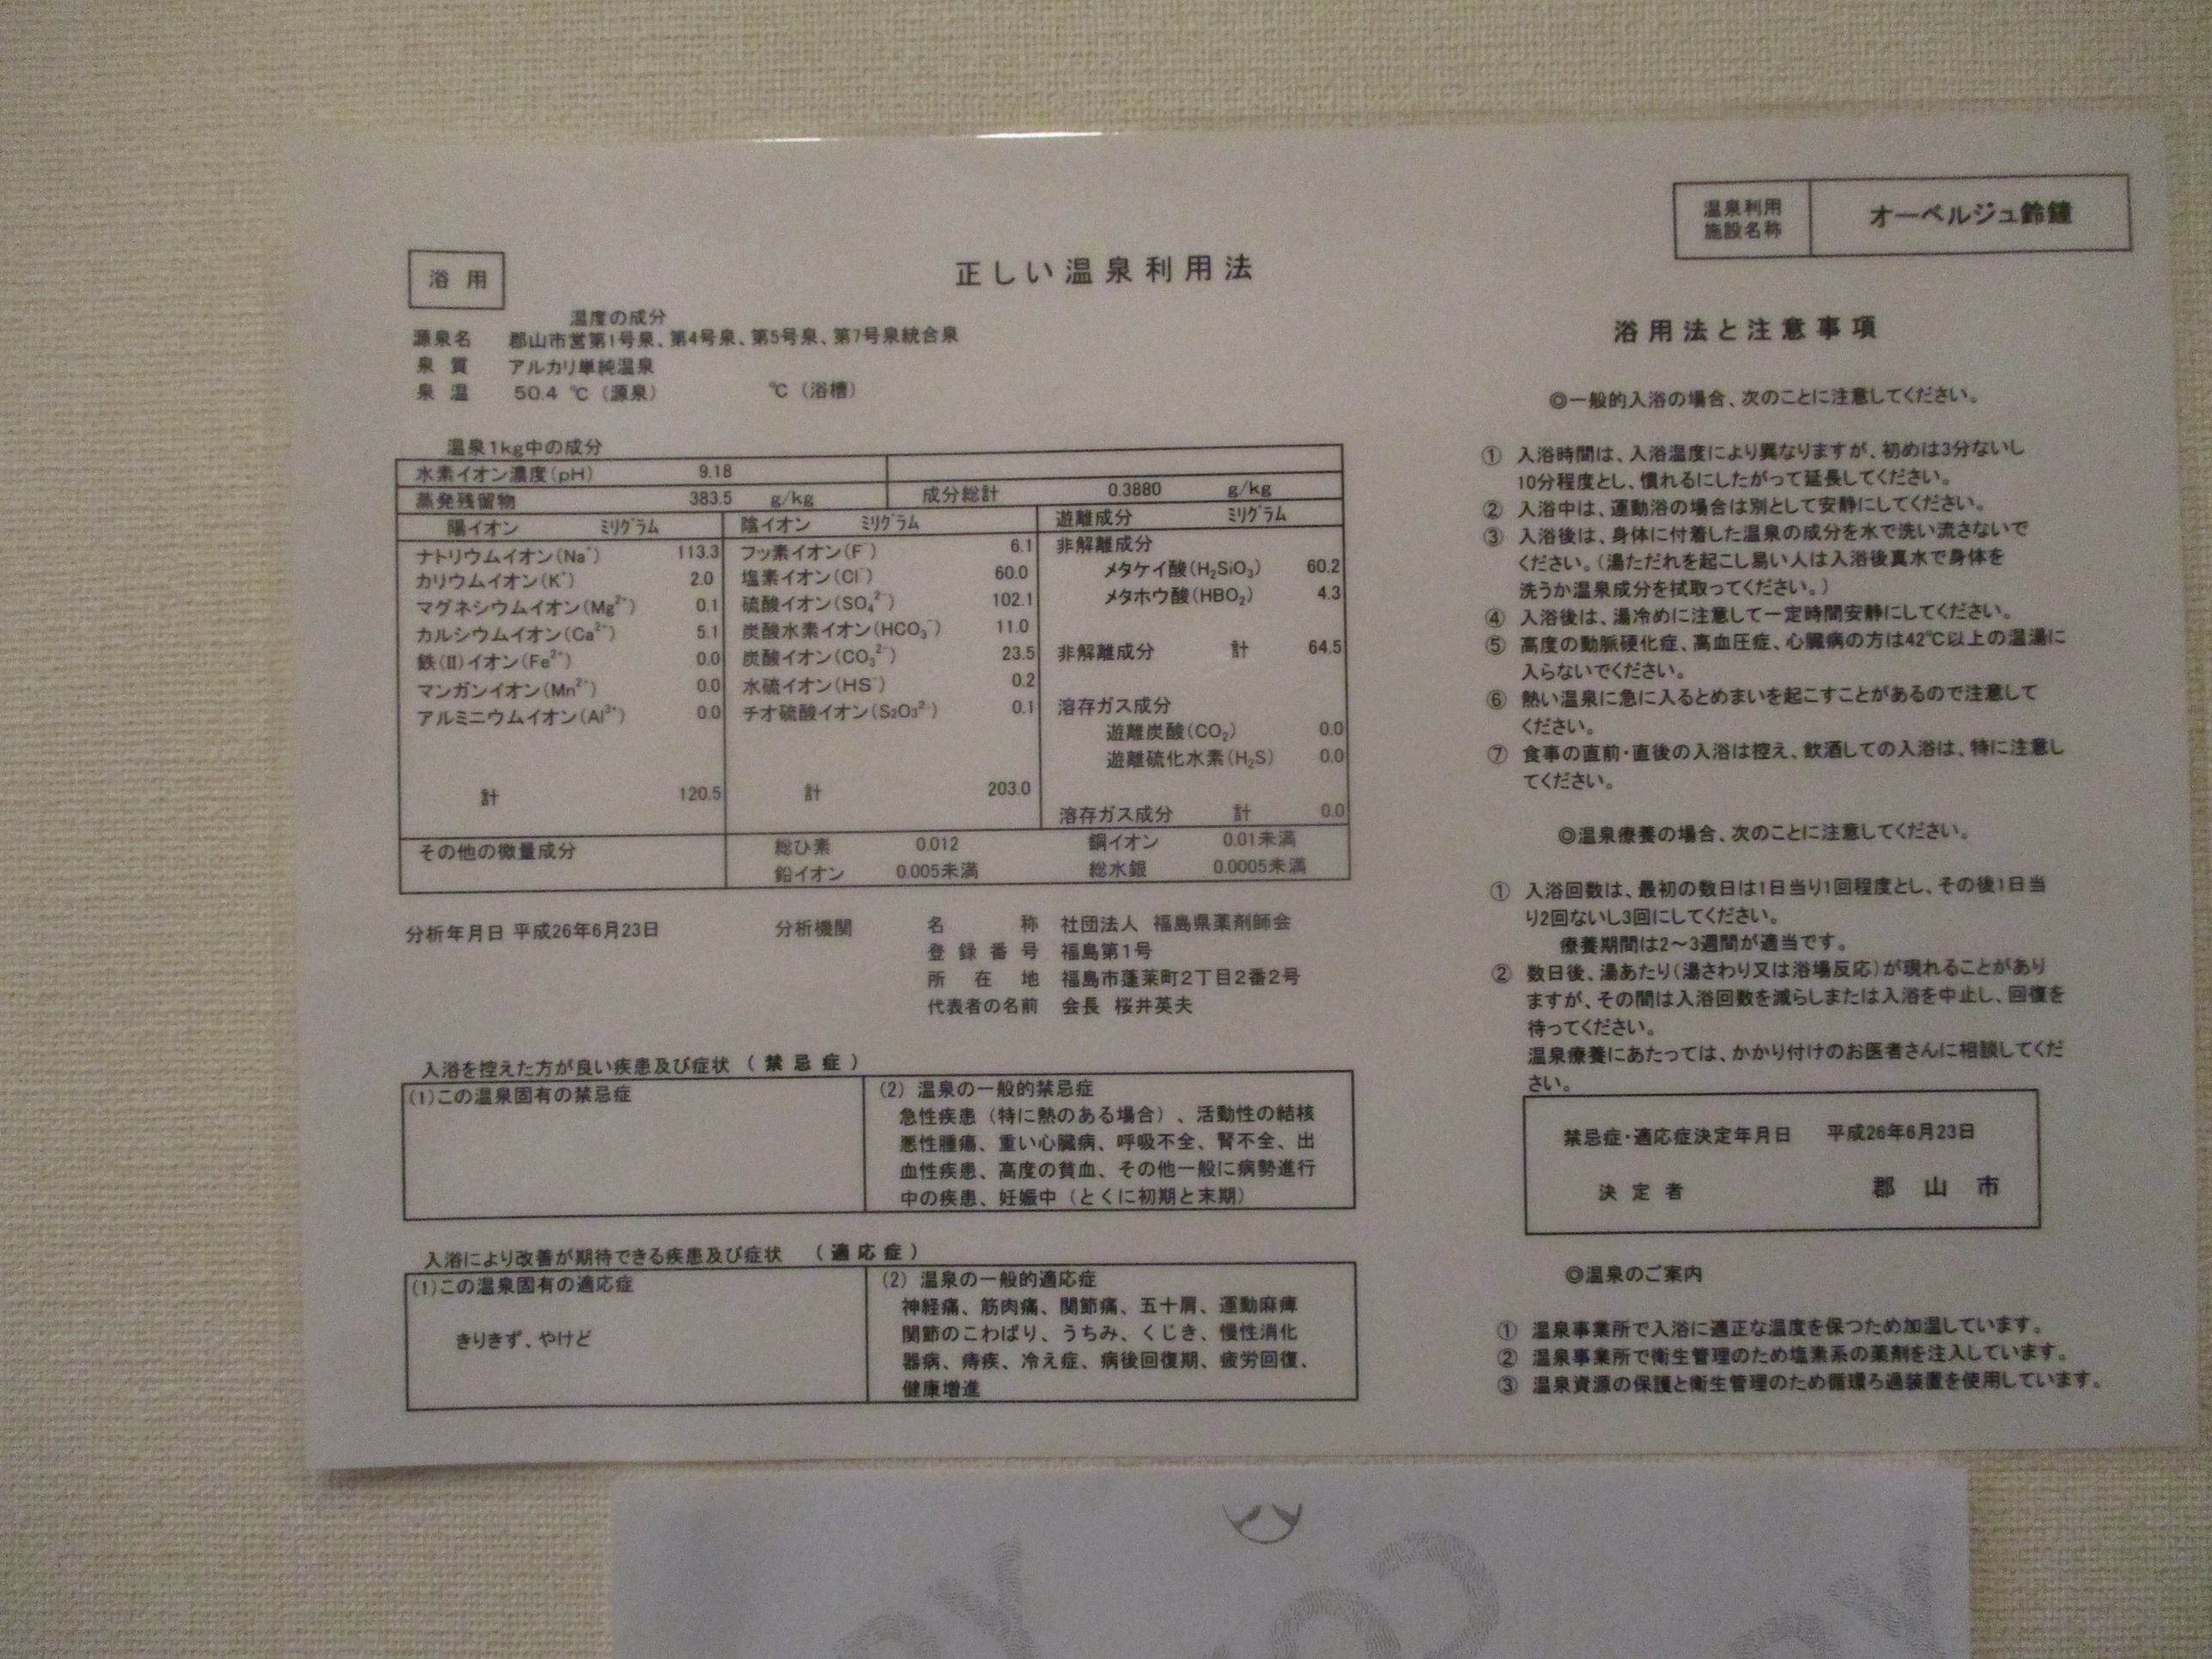 温泉利用
施設名称
オーベルジュ鈴鐘
浴 用
正しい温泉利用法
温度の成分
源泉名 郡山市営第1号泉、第4号泉、第5号泉、第7号泉統合泉
泉 質 アルカリ単純温泉
泉 温 50.4 ℃（源泉） ℃（浴槽）
温泉1kg中の成分
水素イオン濃度(pH) 9.18
蒸発残留物 383.5 g/kg 成分総計 0.3880 g/kg
陽イオン ミリグラム 陰イオン ミリグラム 遊離成分 ミリグラム
ナトリウムイオン(Na⁺) 113.3 フッ素イオン(F⁻) 6.1 非解離成分
カリウムイオン(K⁺) 2.0 塩素イオン(Cl⁻) 60.0 メタケイ酸(H₂SiO₃) 60.2
マグネシウムイオン(Mg²⁺) 0.1 硫酸イオン(SO₄²⁻) 102.1 メタホウ酸(HBO₂) 4.3
カルシウムイオン(Ca²⁺) 5.1 炭酸水素イオン(HCO₃⁻) 11.0
鉄(II)イオン(Fe²⁺) 0.0 炭酸イオン(CO₃²⁻) 23.5 非解離成分 計 64.5
マンガンイオン(Mn²⁺) 0.0 水硫イオン(HS⁻) 0.2
アルミニウムイオン(Al³⁺) 0.0 チオ硫酸イオン(S₂O₃²⁻) 0.1 溶存ガス成分
遊離炭酸(CO₂) 0.0
遊離硫化水素(H₂S) 0.0
計 120.5 計 203.0
溶存ガス成分 計 0.0
その他の微量成分 総ひ素 0.012 銅イオン 0.01未満
鉛イオン 0.005未満 総水銀 0.0005未満
分析年月日 平成26年6月23日 分析機関 名 称 社団法人 福島県薬剤師会
登録番号 福島第1号
所 在 地 福島市蓬莱町2丁目2番2号
代表者の名前 会長 桜井英夫
入浴を控えた方が良い疾患及び症状（禁忌症）
(1)この温泉固有の禁忌症
(2) 温泉の一般的禁忌症
急性疾患（特に熱のある場合）、活動性の結核
悪性腫瘍、重い心臓病、呼吸不全、腎不全、出
血性疾患、高度の貧血、その他一般に病勢進行
中の疾患、妊娠中（とくに初期と末期）
入浴により改善が期待できる疾患及び症状 （適応症）
(1)この温泉固有の適応症
きりきず、やけど
(2) 温泉の一般的適応症
神経痛、筋肉痛、関節痛、五十肩、運動麻痺
関節のこわばり、うちみ、くじき、慢性消化
器病、痔疾、冷え症、病後回復期、疲労回復、
健康増進
浴用法と注意事項
◎一般的入浴の場合、次のことに注意してください。
① 入浴時間は、入浴温度により異なりますが、初めは3分ないし
10分程度とし、慣れるにしたがって延長してください。
② 入浴中は、運動浴の場合は別として安静にしてください。
③ 入浴後は、身体に付着した温泉の成分を水で洗い流さないで
ください。（湯ただれを起こし易い人は入浴後真水で身体を
洗うか温泉成分を拭取ってください。）
④ 入浴後は、湯冷めに注意して一定時間安静にしてください。
⑤ 高度の動脈硬化症、高血圧症、心臓病の方は42℃以上の温湯に
入らないでください。
⑥ 熱い温泉に急に入るとめまいを起こすことがあるので注意して
ください。
⑦ 食事の直前・直後の入浴は控え、飲酒しての入浴は、特に注意し
てください。
◎温泉療養の場合、次のことに注意してください。
① 入浴回数は、最初の数日は1日当り1回程度とし、その後1日当
り2回ないし3回にしてください。
療養期間は2～3週間が適当です。
② 数日後、湯あたり（湯さわり又は浴場反応）が現れることがあり
ますが、その間は入浴回数を減らしまたは入浴を中止し、回復を
待ってください。
温泉療養にあたっては、かかり付けのお医者さんに相談してくだ
さい。
禁忌症・適応症決定年月日 平成26年6月23日
決 定 者 郡 山 市
◎温泉のご案内
① 温泉事業所で入浴に適正な温度を保つため加温しています。
② 温泉事業所で衛生管理のため塩素系の薬剤を注入しています。
③ 温泉資源の保護と衛生管理のため循環ろ過装置を使用しています。